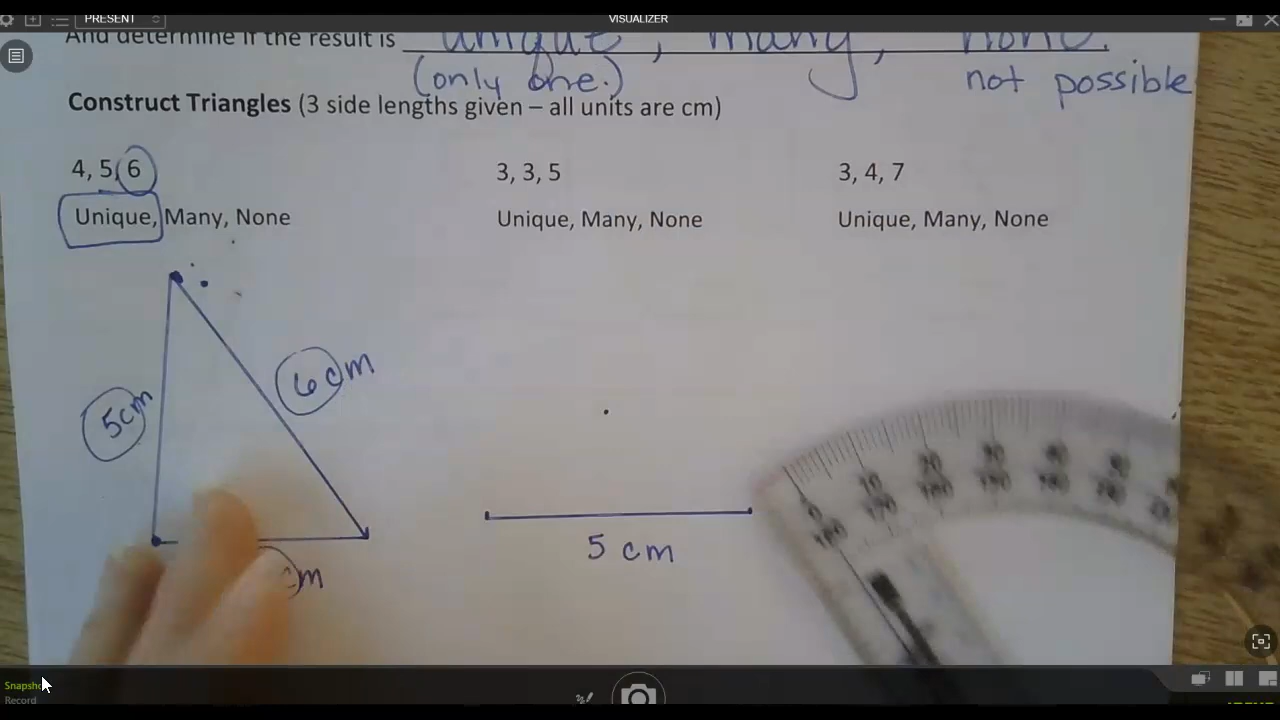 PRESENT VISUALIZER
And determine if the result is unique, many, none.
(only one.) not possible
Construct Triangles (3 side lengths given – all units are cm)
4, 5, 6 3, 3, 5 3, 4, 7
Unique, Many, None Unique, Many, None Unique, Many, None
5cm 6cm
5 cm
cm
Snapsho
Record